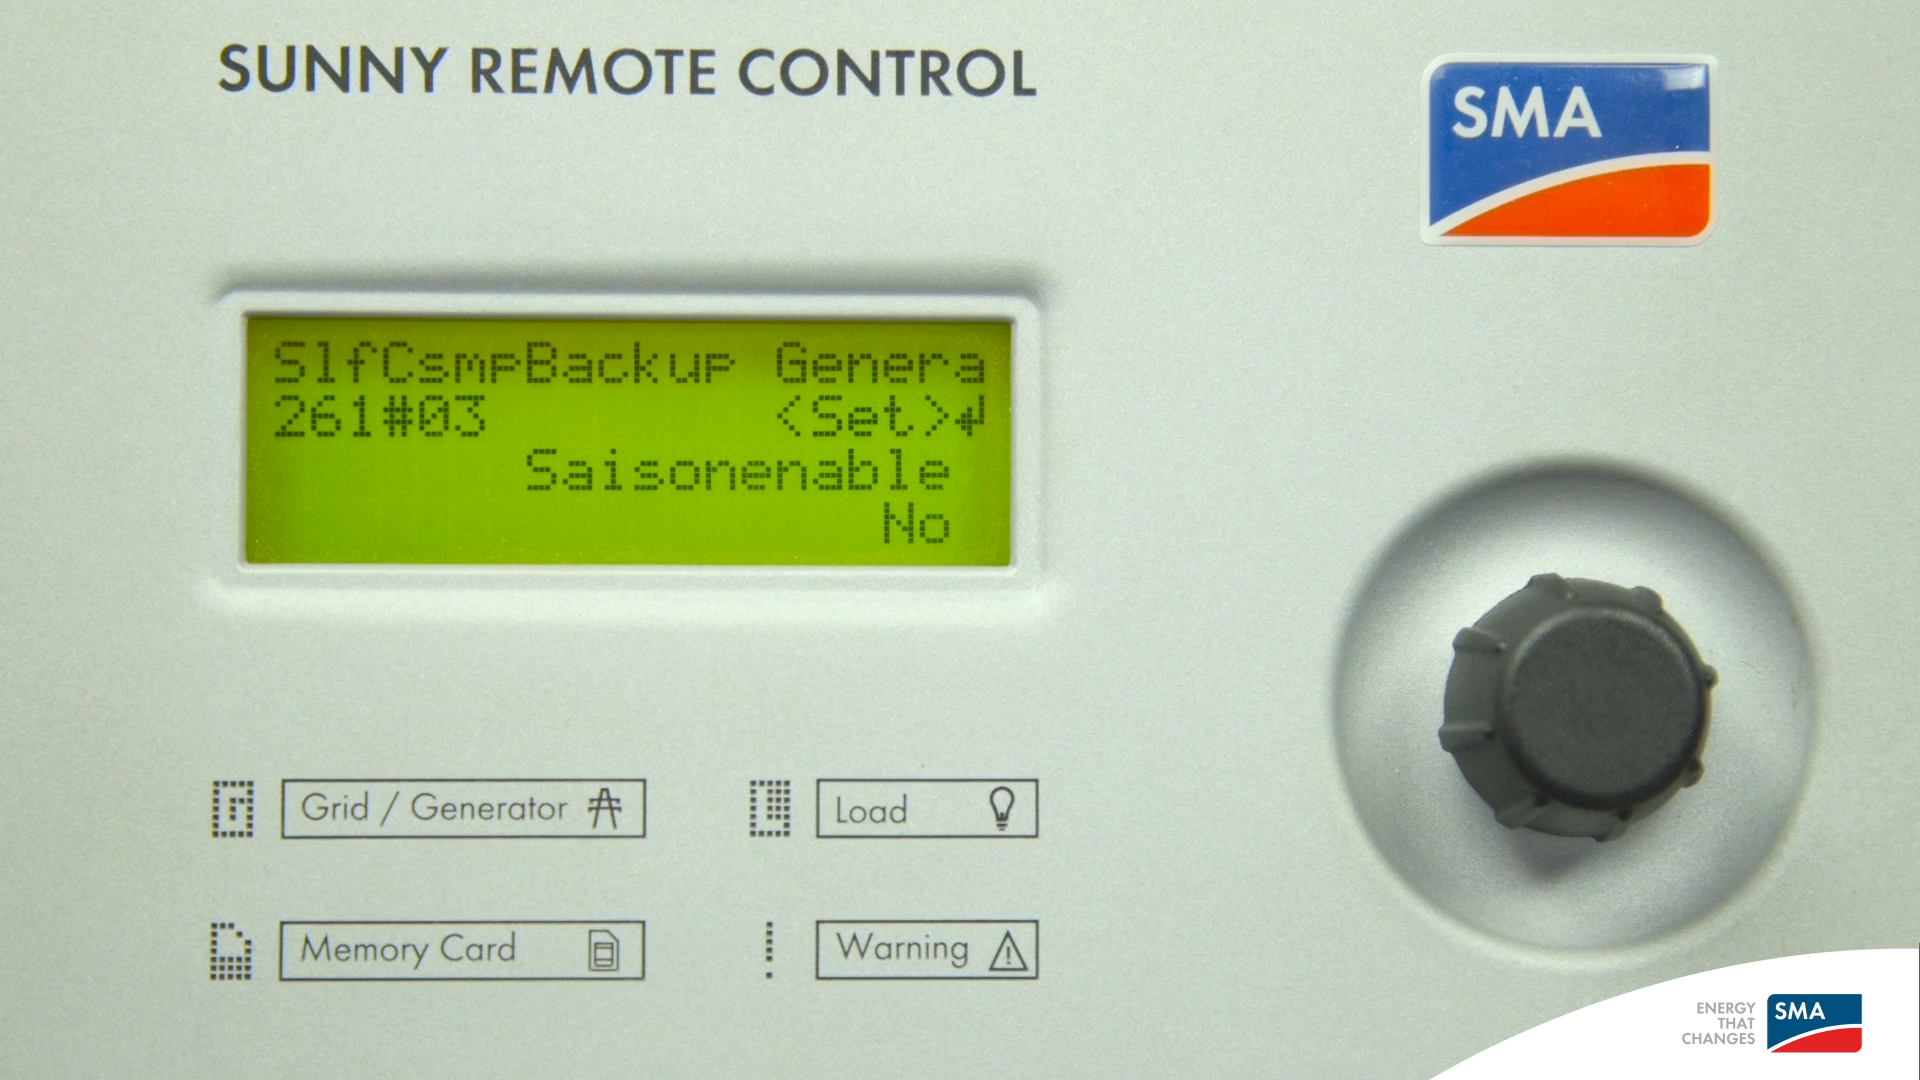 SUNNY REMOTE CONTROL
SMA
SlfCsmpBackup Genera
261#03 <Set>↲
Saisonenable
No
Grid / Generator
Load
Memory Card
! Warning
ENERGY
THAT
CHANGES
SMA